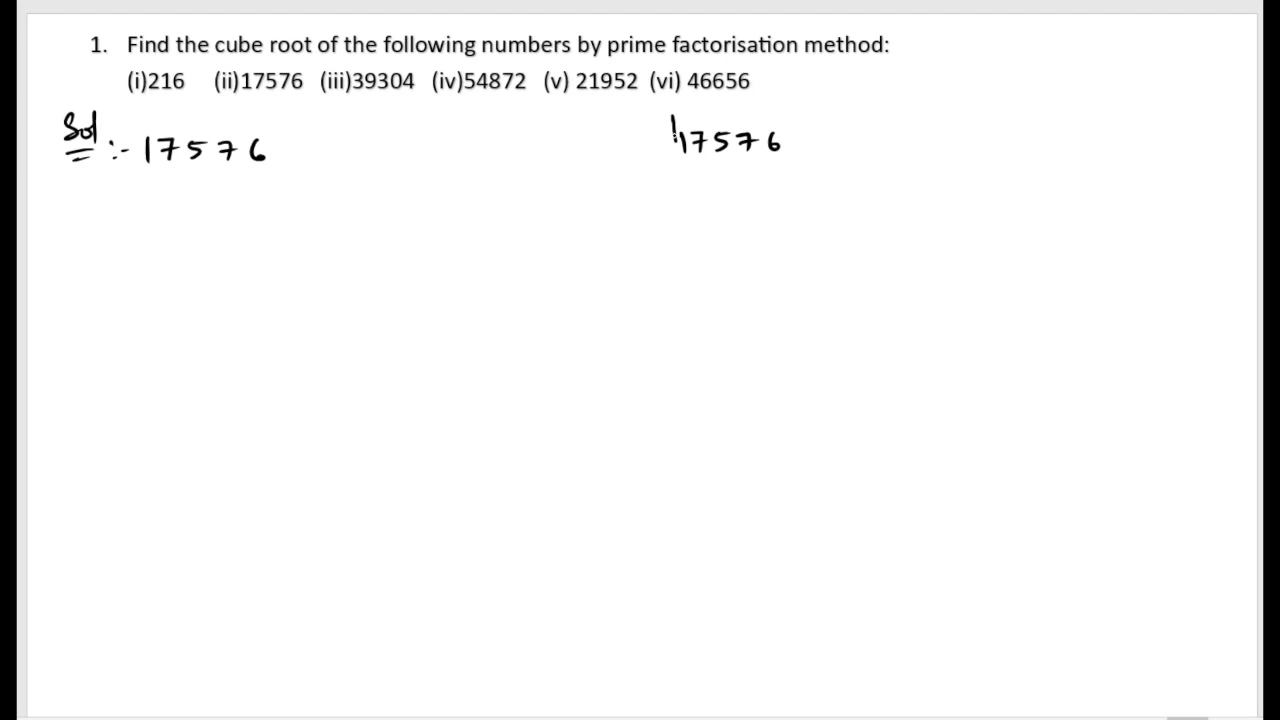 1. Find the cube root of the following numbers by prime factorisation method:
(i)216 (ii)17576 (iii)39304 (iv)54872 (v) 21952 (vi) 46656
Sol :- 17576 17576